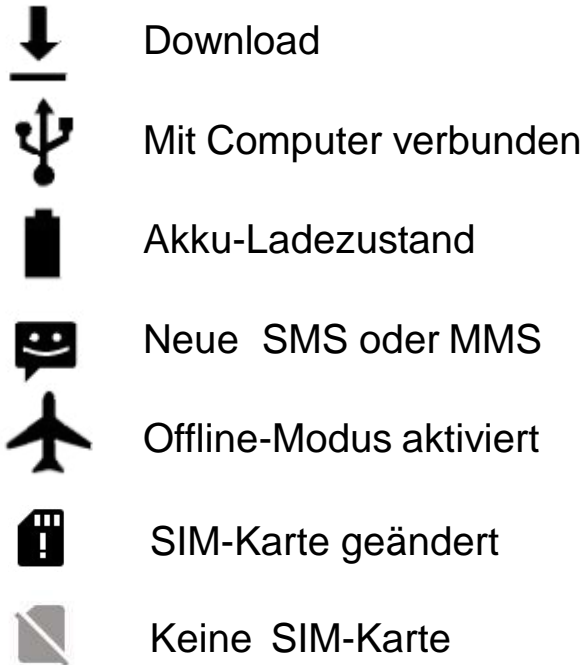 Download
Mit Computer verbunden
Akku-Ladezustand
Neue SMS oder MMS
Offline-Modus aktiviert
SIM-Karte geändert
Keine SIM-Karte